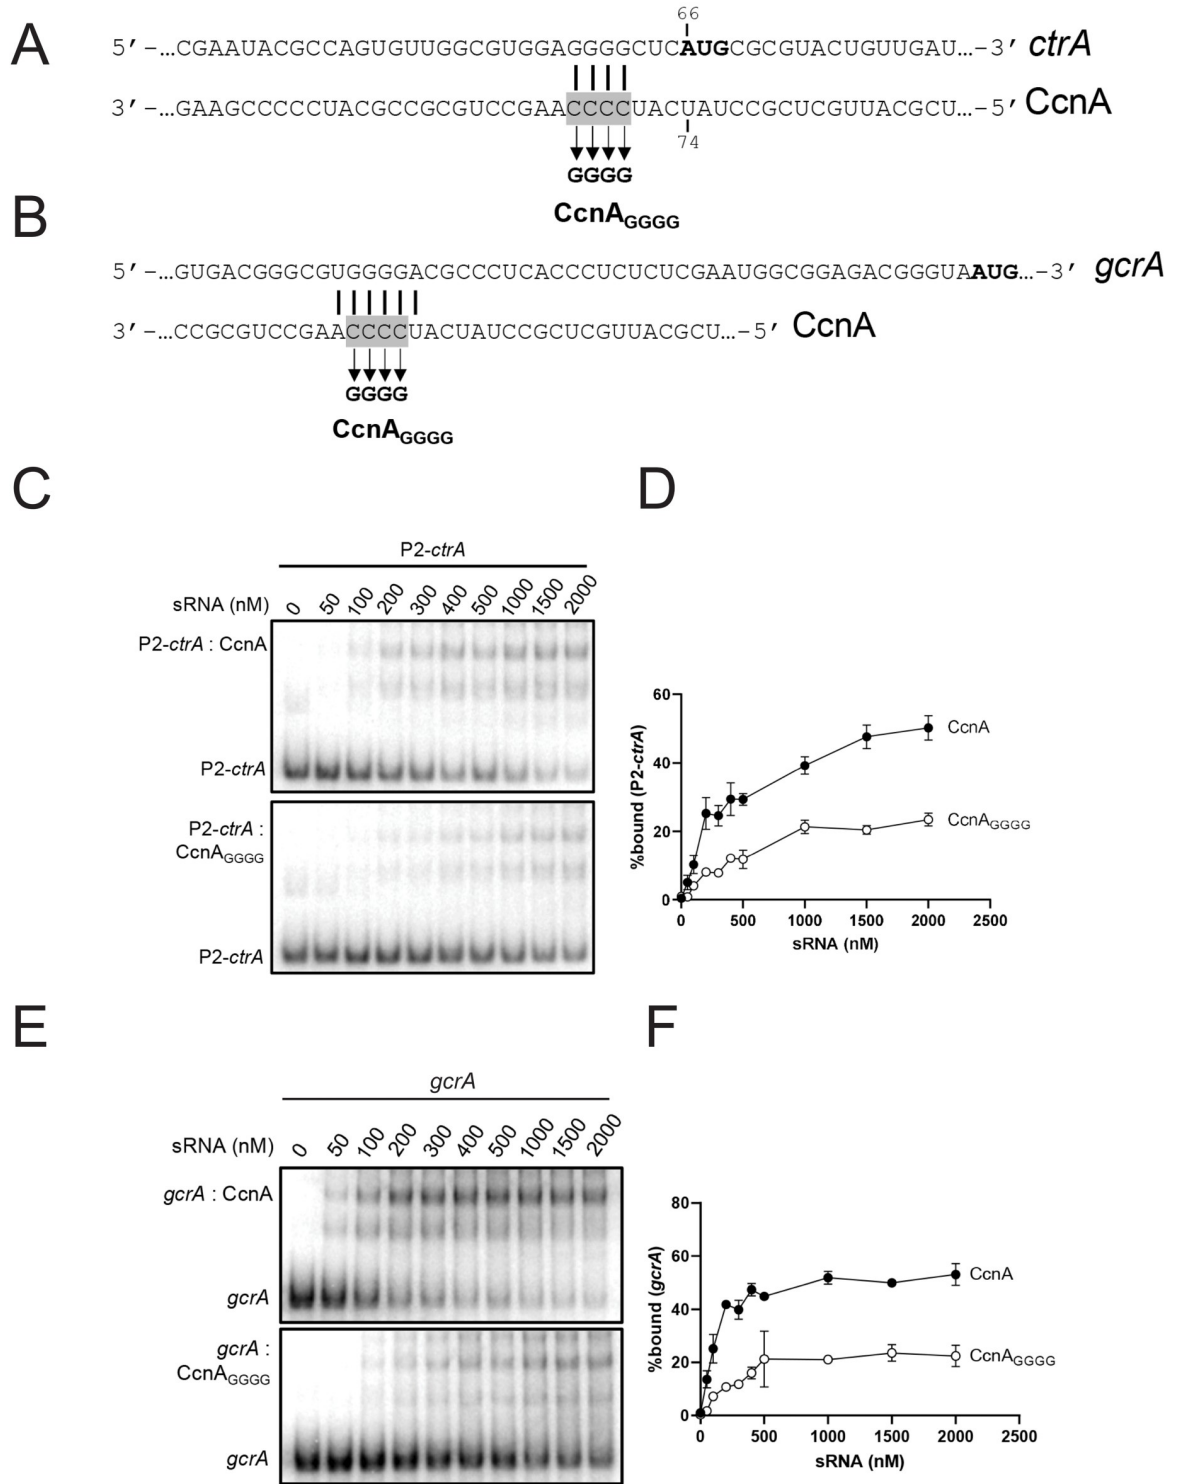 A
66
5'-…CGAAUACGCCAGUGUUGGCGUGGAGGGGCUCAUGCGCGUACUGUUGAU…-3' ctrA
3'-…GAAGCCCCCUACGCCGCGUCCGAACCCCUACUAUCCGCUCGUUACGCU…-5' CcnA
74
GGGG
CcnAGGGG
B
5'-…GUGACGGGCGUGGGGACGCCCUCACCCUCUCUCGAAUGGCGGAGACGGGUAAUG…-3' gcrA
3'-…CCGCGUCCGAACCCCUACUAUCCGCUCGUUACGCU…-5' CcnA
GGGG
CcnAGGGG
C
P2-ctrA
sRNA (nM) 0 50 100 200 300 400 500 1000 1500 2000
P2-ctrA : CcnA
P2-ctrA
P2-ctrA :
CcnAGGGG
P2-ctrA
D
%bound (P2-ctrA)
60
40
20
0
CcnA
CcnAGGGG
0 500 1000 1500 2000 2500
sRNA (nM)
E
gcrA
sRNA (nM) 0 50 100 200 300 400 500 1000 1500 2000
gcrA : CcnA
gcrA
gcrA :
CcnAGGGG
gcrA
F
%bound (gcrA)
80
60
40
20
0
CcnA
CcnAGGGG
0 500 1000 1500 2000 2500
sRNA (nM)